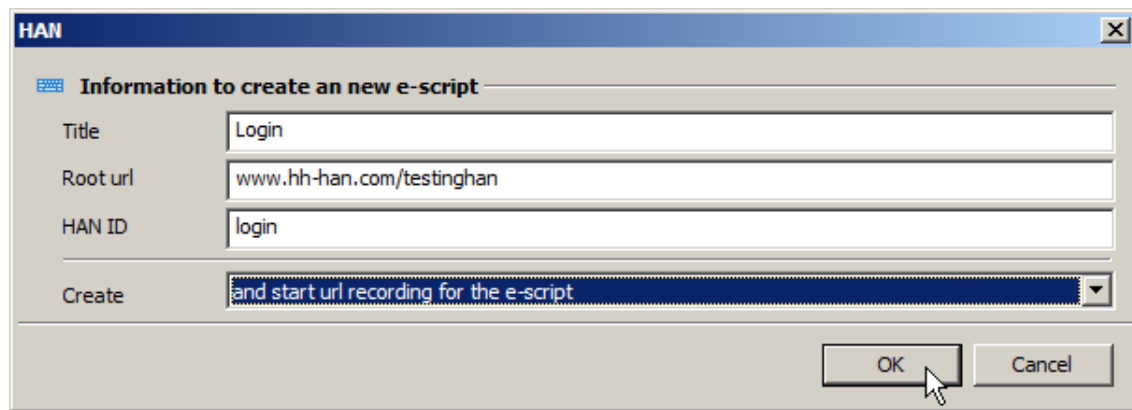 HAN
Information to create an new e-script
Title Login
Root url www.hh-han.com/testinghan
HAN ID login
Create and start url recording for the e-script
OK Cancel